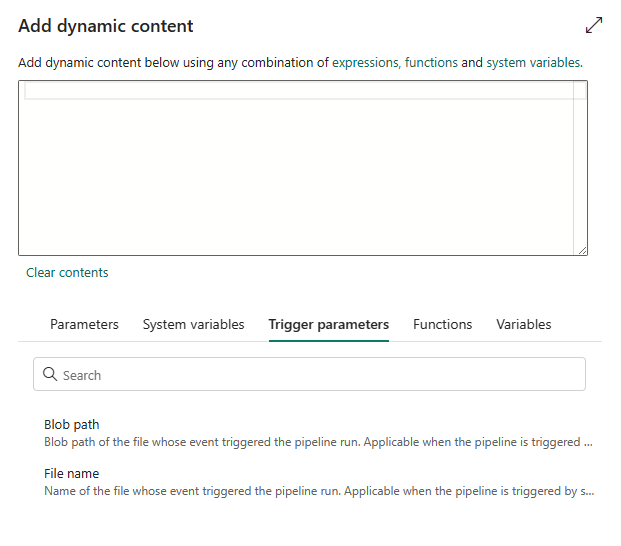 Add dynamic content
Add dynamic content below using any combination of expressions, functions and system variables.
Clear contents
Parameters System variables Trigger parameters Functions Variables
Search
Blob path
Blob path of the file whose event triggered the pipeline run. Applicable when the pipeline is triggered ...
File name
Name of the file whose event triggered the pipeline run. Applicable when the pipeline is triggered by s...